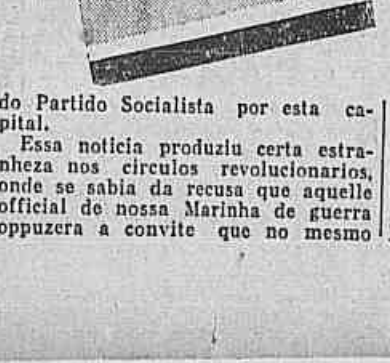 do Partido Socialista por esta ca-
pital.
Essa noticia produziu certa estra-
nheza nos circulos revolucionarios,
onde se sabia da recusa que aquelle
official de nossa Marinha de guerra
oppuzera a convite que no mesmo